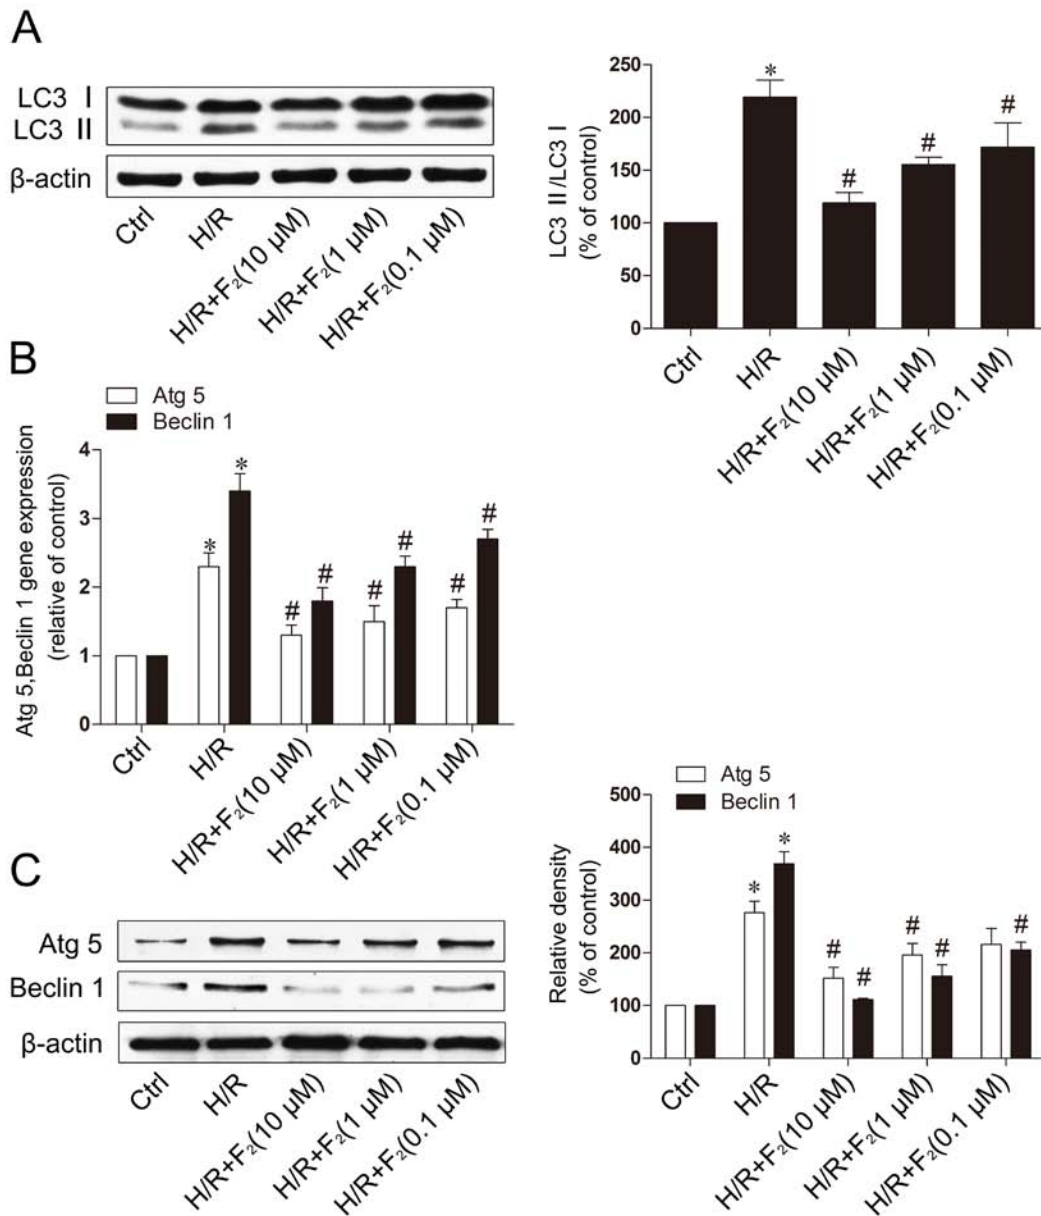 A
LC3 I
LC3 II
β-actin
Ctrl
H/R
H/R+F₂(10 μM)
H/R+F₂(1 μM)
H/R+F₂(0.1 μM)
LC3 II/LC3 I
(% of control)
250
200
150
100
50
0
*
#
#
#
Ctrl
H/R
H/R+F₂(10 μM)
H/R+F₂(1 μM)
H/R+F₂(0.1 μM)
B
Atg 5
Beclin 1
Atg 5,Beclin 1 gene expression
(relative of control)
4
3
2
1
0
*
*
#
#
#
#
#
#
Ctrl
H/R
H/R+F₂(10 μM)
H/R+F₂(1 μM)
H/R+F₂(0.1 μM)
C
Atg 5
Beclin 1
β-actin
Ctrl
H/R
H/R+F₂(10 μM)
H/R+F₂(1 μM)
H/R+F₂(0.1 μM)
Atg 5
Beclin 1
Relative density
(% of control)
500
400
300
200
100
0
*
*
#
#
#
#
#
Ctrl
H/R
H/R+F₂(10 μM)
H/R+F₂(1 μM)
H/R+F₂(0.1 μM)